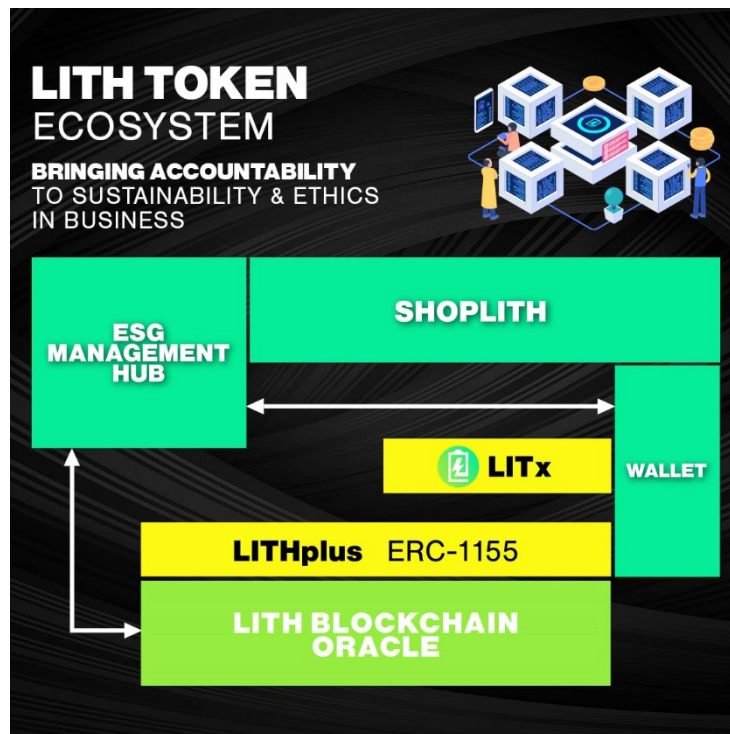 LITH TOKEN
ECOSYSTEM
BRINGING ACCOUNTABILITY
TO SUSTAINABILITY & ETHICS
IN BUSINESS
ESG
MANAGEMENT
HUB
SHOPLITH
LITx
WALLET
LITHplus ERC-1155
LITH BLOCKCHAIN
ORACLE